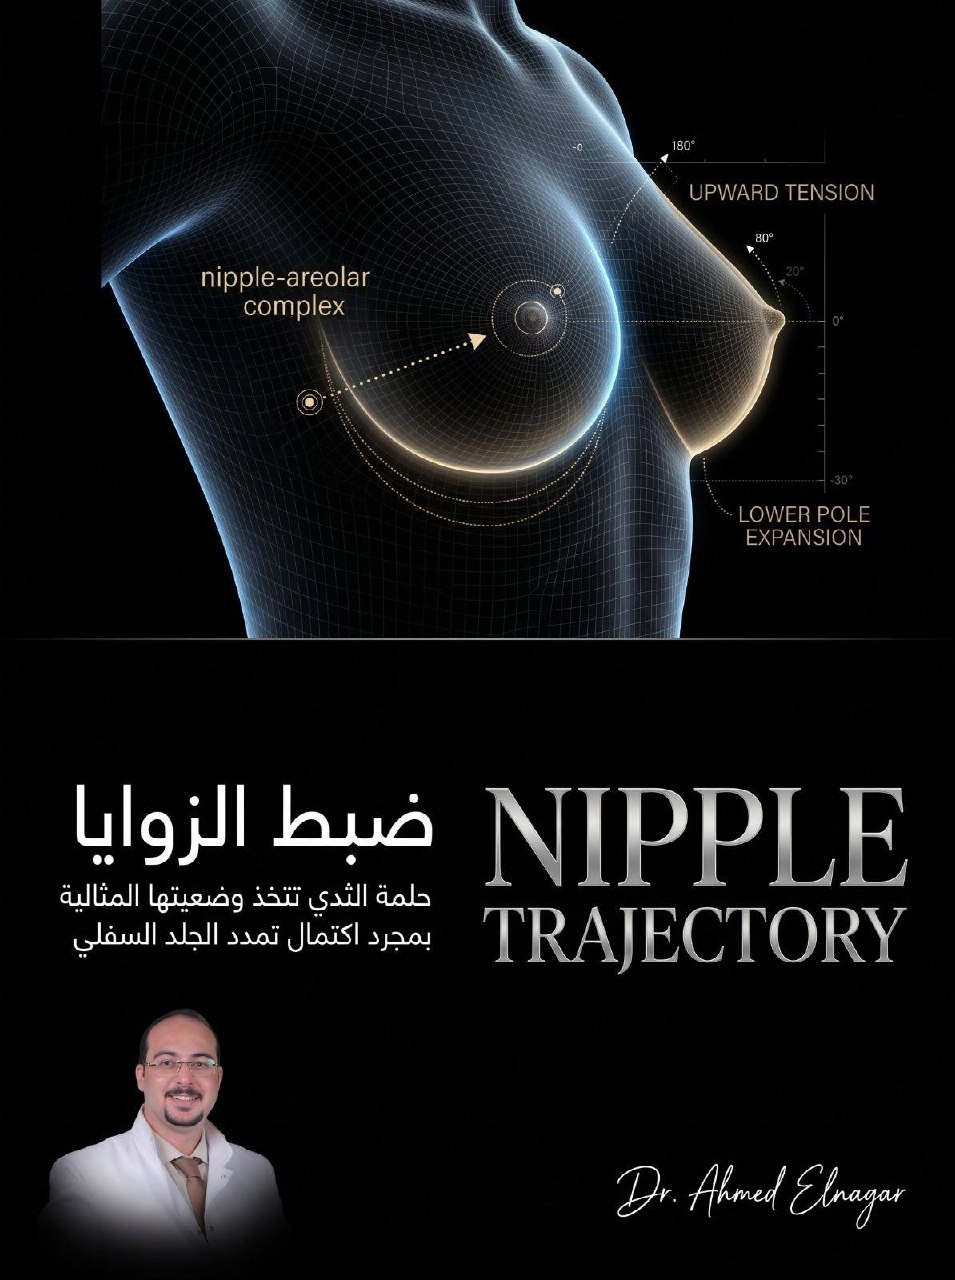 -0
180°
UPWARD TENSION
80°
20°
nipple-areolar
complex
0°
-30°
LOWER POLE
EXPANSION
ضبط الزوايا
حلمة الثدي تتخذ وضعيتها المثالية
بمجرد اكتمال تمدد الجلد السفلي
NIPPLE
TRAJECTORY
Dr. Ahmed Elnagar